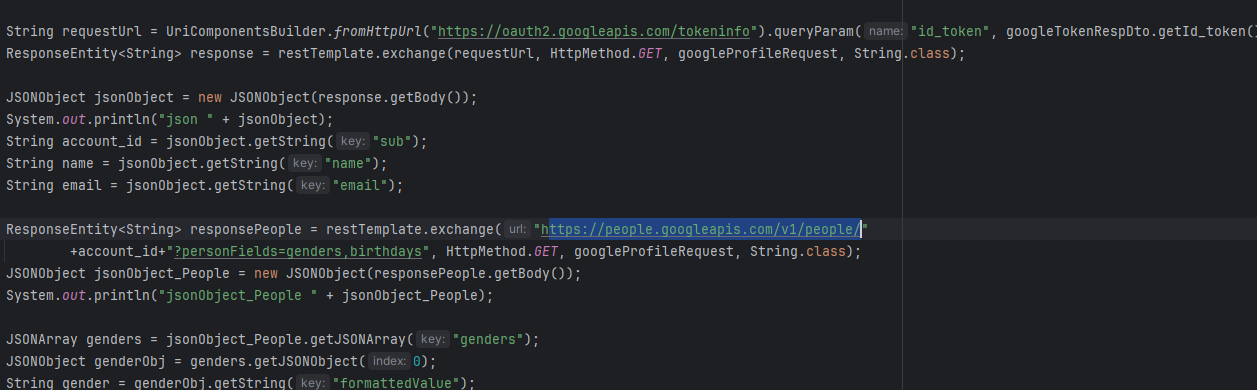 String requestUrl = UriComponentsBuilder.fromHttpUrl("https://oauth2.googleapis.com/tokeninfo").queryParam( name: "id_token", googleTokenRespDto.getId_token()
ResponseEntity<String> response = restTemplate.exchange(requestUrl, HttpMethod.GET, googleProfileRequest, String.class);
JSONObject jsonObject = new JSONObject(response.getBody());
System.out.println("json " + jsonObject);
String account_id = jsonObject.getString( key: "sub");
String name = jsonObject.getString( key: "name");
String email = jsonObject.getString( key: "email");
ResponseEntity<String> responsePeople = restTemplate.exchange( url: "https://people.googleapis.com/v1/people/"
+account_id+"?personFields=genders,birthdays", HttpMethod.GET, googleProfileRequest, String.class);
JSONObject jsonObject_People = new JSONObject(responsePeople.getBody());
System.out.println("jsonObject_People " + jsonObject_People);
JSONArray genders = jsonObject_People.getJSONArray( key: "genders");
JSONObject genderObj = genders.getJSONObject( index: 0);
String gender = genderObj.getString( key: "formattedValue");